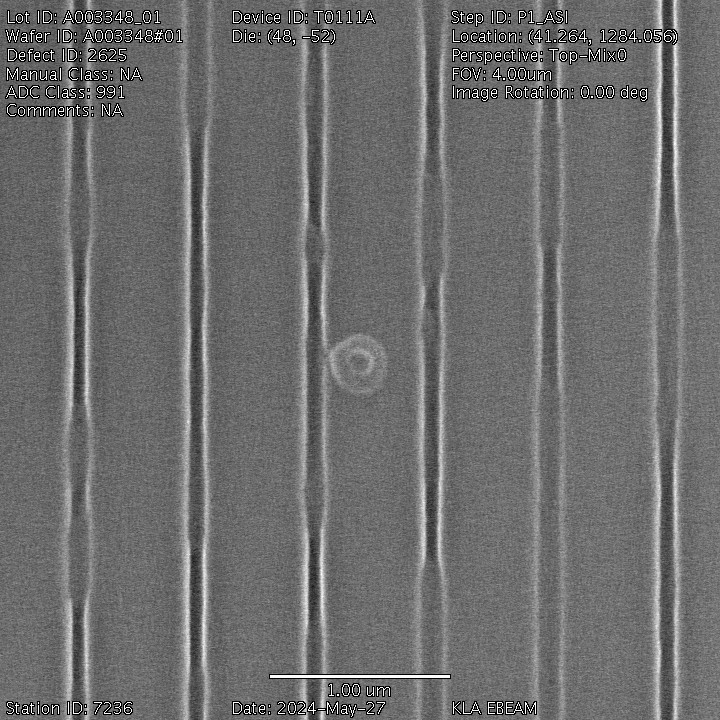 Lot ID: A003348_01
Wafer ID: A003348#01
Defect ID: 2625
Manual Class: NA
ADC Class: 991
Comments: NA
Device ID: T0111A
Die: (48, -52)
Step ID: P1_ASI
Location: (41.264, 1284.056)
Perspective: Top-Mix0
FOV: 4.00um
Image Rotation: 0.00 deg
1.00 um
Station ID: 7236
Date: 2024-May-27
KLA EBEAM